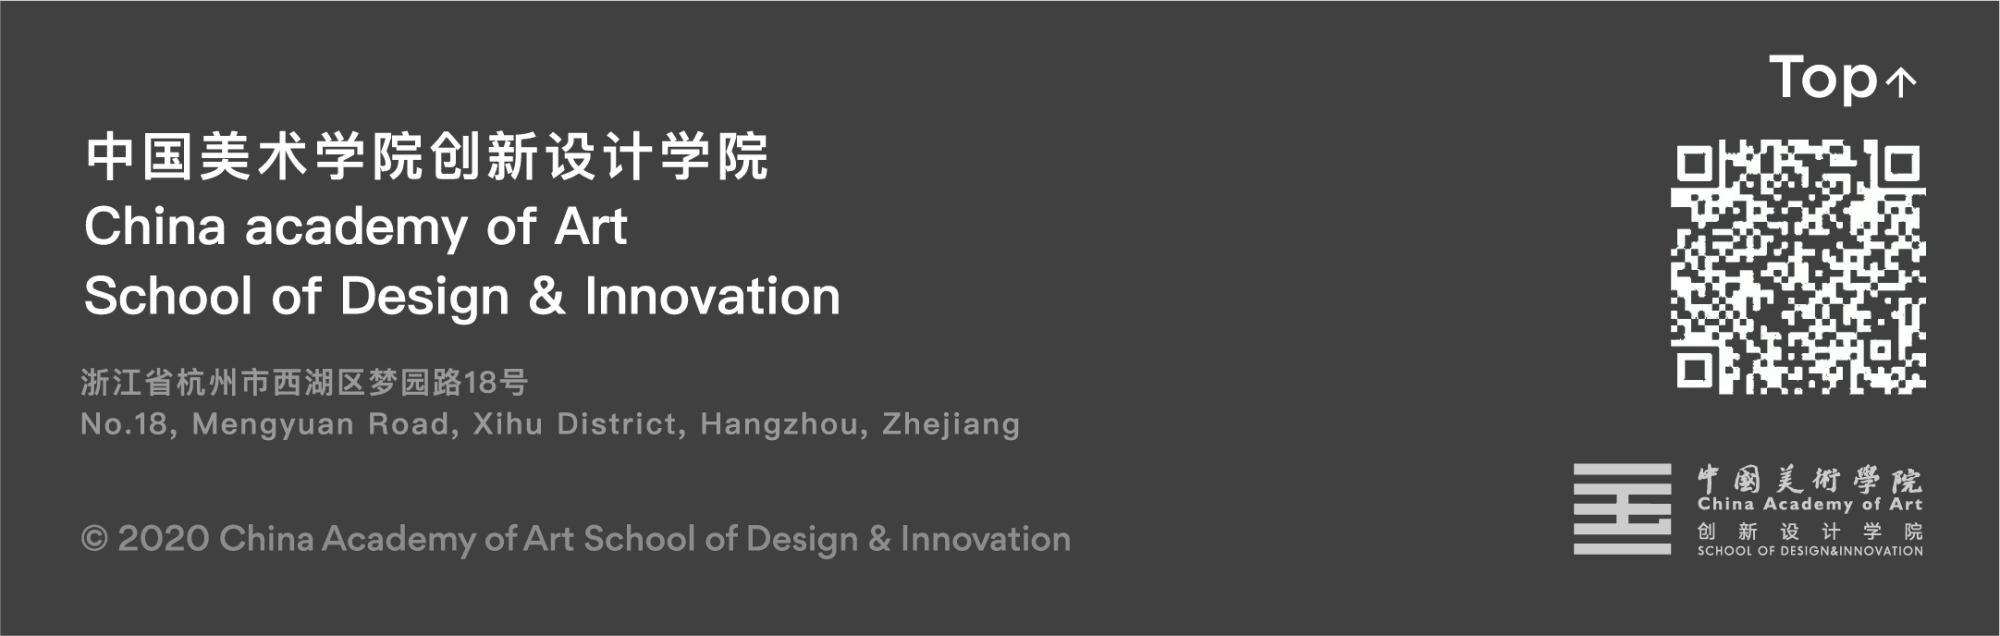 Top↑
中国美术学院创新设计学院
China academy of Art
School of Design & Innovation
浙江省杭州市西湖区梦园路18号
No.18, Mengyuan Road, Xihu District, Hangzhou, Zhejiang
© 2020 China Academy of Art School of Design & Innovation
中國美術學院
China Academy of Art
创新设计学院
SCHOOL OF DESIGN&INNOVATION